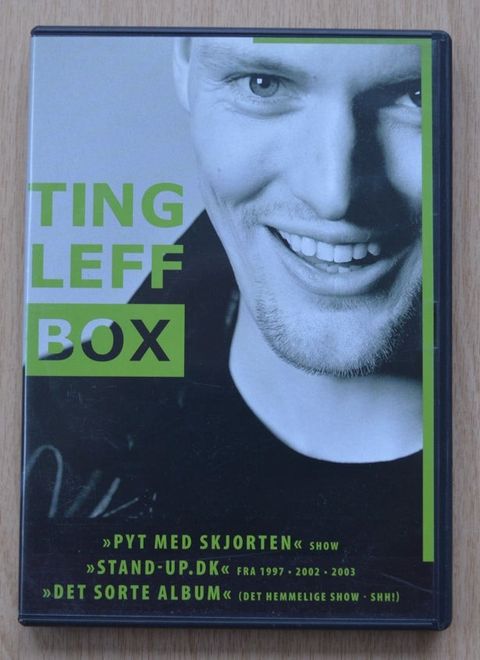 TING
LEFF
BOX
»PYT MED SKJORTEN« SHOW
»STAND-UP.DK« FRA 1997 • 2002 • 2003
»DET SORTE ALBUM« (DET HEMMELIGE SHOW - SHH!)